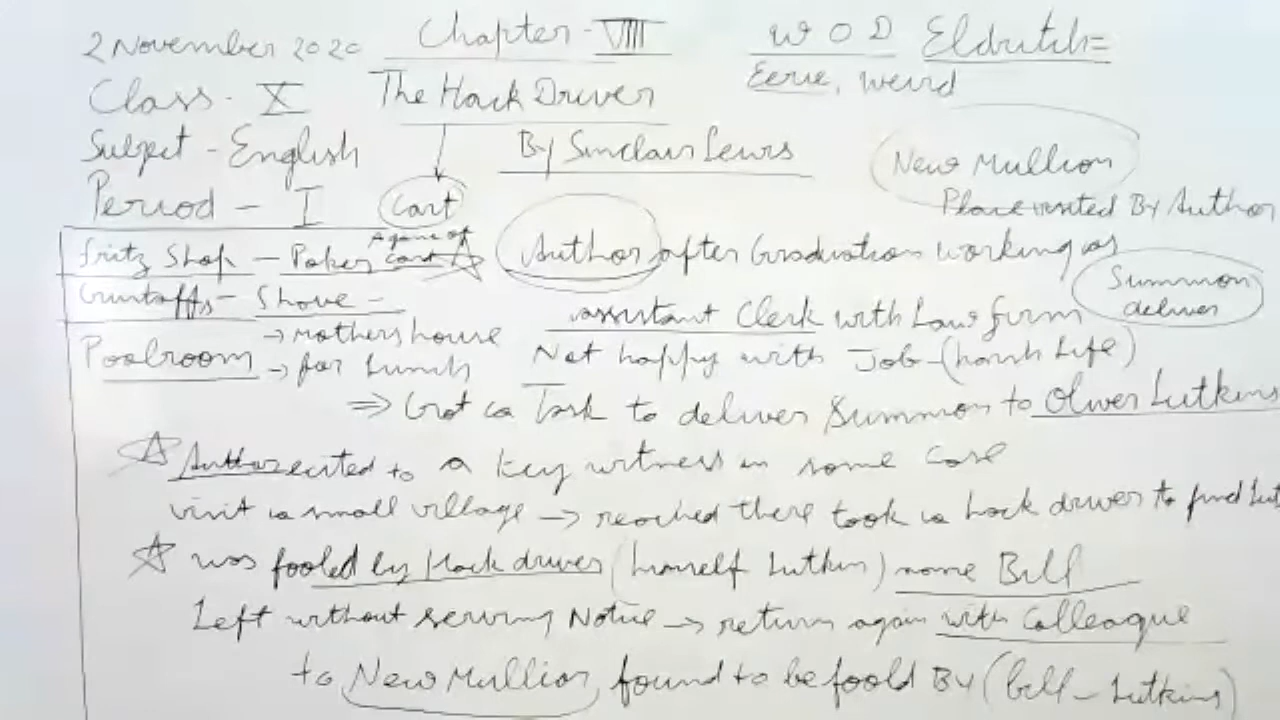 2 November 2020 Chapter - VIII W O D Eldritch =
Class - X The Hack Driver Eerie, weird
Subject - English By Sinclair Lewis New Mullion
Period - I Cart Place visited By Author
Fritz Shop - Poker A game of card
Author after Graduation working as
Summon deliver
Gustaff's - Shave - assistant Clerk with Law firm
Poolroom → mothers house
→ for Lunch
Not happy with Job - (harsh Life)
⇒ Got a Task to deliver Summon to Oliver Lutkins
☆ Author excited to a key witness in some case
visit a small village → reached there took a hack driver to find Lut
☆ was fooled by Hack driver (himself Lutkin) name Bill
Left without serving Notice → return again with colleague
to New Mullion, found to be foold By (bill - Lutkins)